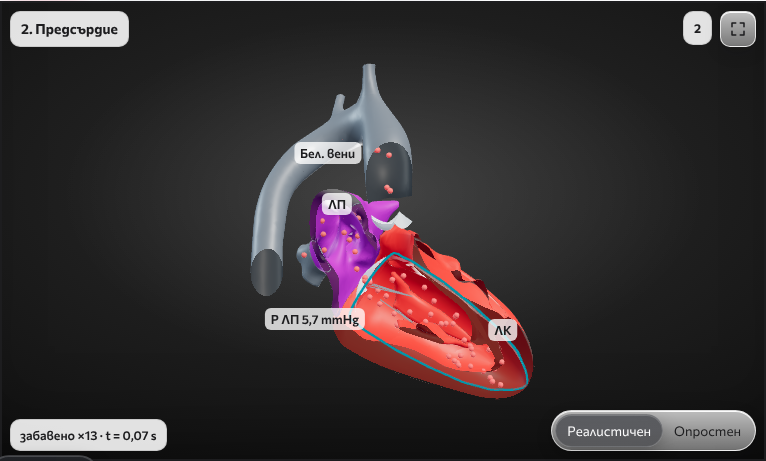 2. Предсърдие
2
Бел. вени
ЛП
P ЛП 5,7 mmHg
ЛК
забавено ×13 · t = 0,07 s
Реалистичен
Опростен